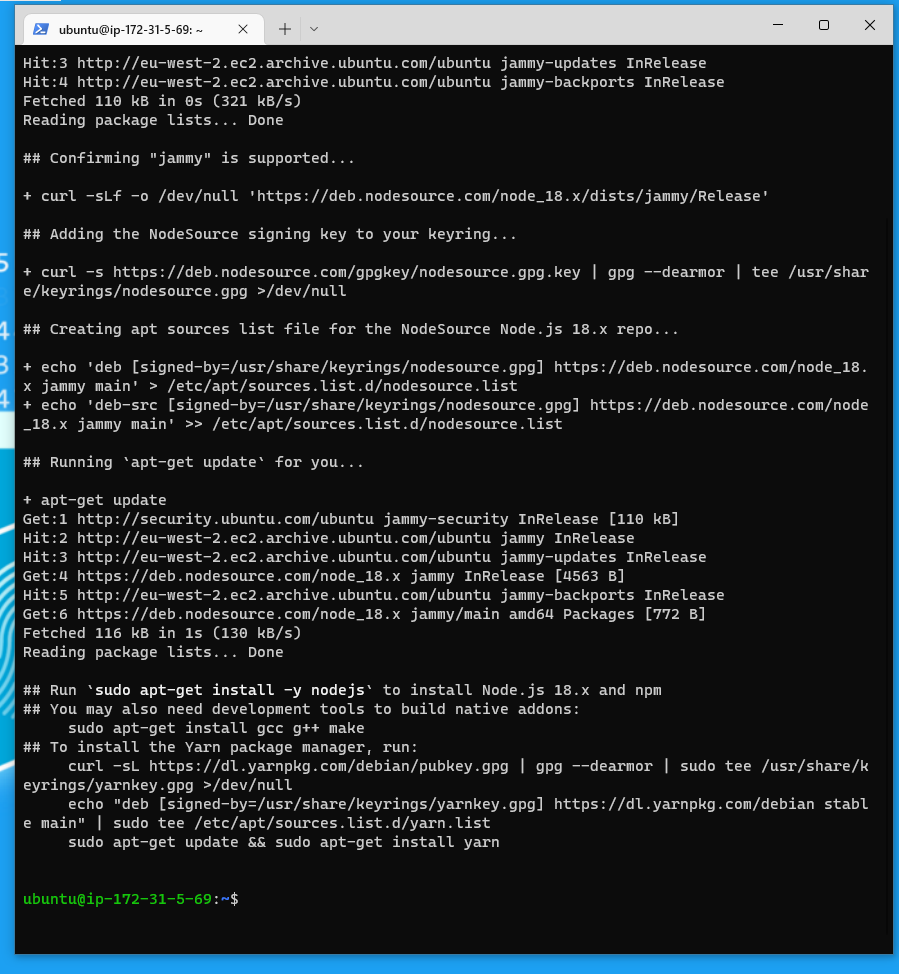 ubuntu@ip-172-31-5-69: ~
Hit:3 http://eu-west-2.ec2.archive.ubuntu.com/ubuntu jammy-updates InRelease
Hit:4 http://eu-west-2.ec2.archive.ubuntu.com/ubuntu jammy-backports InRelease
Fetched 110 kB in 0s (321 kB/s)
Reading package lists... Done
## Confirming "jammy" is supported...
+ curl -sLf -o /dev/null 'https://deb.nodesource.com/node_18.x/dists/jammy/Release'
## Adding the NodeSource signing key to your keyring...
+ curl -s https://deb.nodesource.com/gpgkey/nodesource.gpg.key | gpg --dearmor | tee /usr/shar
e/keyrings/nodesource.gpg >/dev/null
## Creating apt sources list file for the NodeSource Node.js 18.x repo...
+ echo 'deb [signed-by=/usr/share/keyrings/nodesource.gpg] https://deb.nodesource.com/node_18.
x jammy main' > /etc/apt/sources.list.d/nodesource.list
+ echo 'deb-src [signed-by=/usr/share/keyrings/nodesource.gpg] https://deb.nodesource.com/node
_18.x jammy main' >> /etc/apt/sources.list.d/nodesource.list
## Running `apt-get update` for you...
+ apt-get update
Get:1 http://security.ubuntu.com/ubuntu jammy-security InRelease [110 kB]
Hit:2 http://eu-west-2.ec2.archive.ubuntu.com/ubuntu jammy InRelease
Hit:3 http://eu-west-2.ec2.archive.ubuntu.com/ubuntu jammy-updates InRelease
Get:4 https://deb.nodesource.com/node_18.x jammy InRelease [4563 B]
Hit:5 http://eu-west-2.ec2.archive.ubuntu.com/ubuntu jammy-backports InRelease
Get:6 https://deb.nodesource.com/node_18.x jammy/main amd64 Packages [772 B]
Fetched 116 kB in 1s (130 kB/s)
Reading package lists... Done
## Run `sudo apt-get install -y nodejs` to install Node.js 18.x and npm
## You may also need development tools to build native addons:
     sudo apt-get install gcc g++ make
## To install the Yarn package manager, run:
     curl -sL https://dl.yarnpkg.com/debian/pubkey.gpg | gpg --dearmor | sudo tee /usr/share/k
eyrings/yarnkey.gpg >/dev/null
     echo "deb [signed-by=/usr/share/keyrings/yarnkey.gpg] https://dl.yarnpkg.com/debian stabl
e main" | sudo tee /etc/apt/sources.list.d/yarn.list
     sudo apt-get update && sudo apt-get install yarn
ubuntu@ip-172-31-5-69:~$